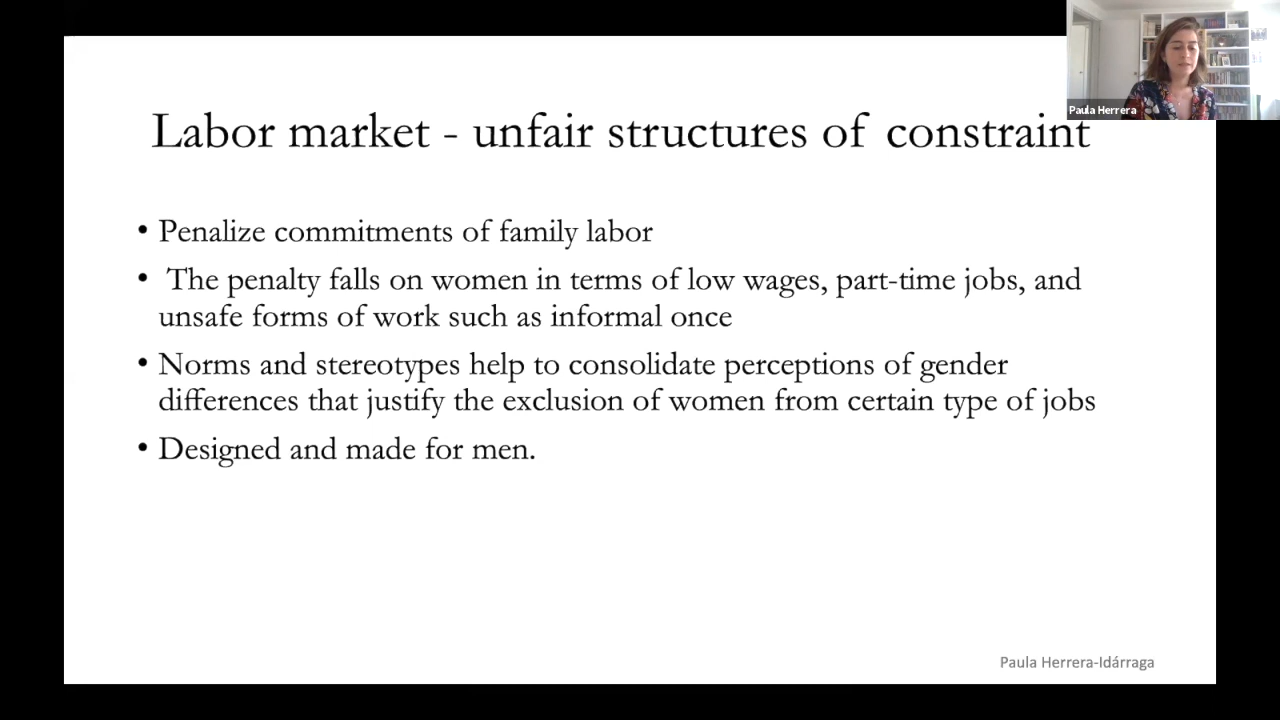 Paula Herrera
Labor market - unfair structures of constraint
• Penalize commitments of family labor
• The penalty falls on women in terms of low wages, part-time jobs, and
unsafe forms of work such as informal once
• Norms and stereotypes help to consolidate perceptions of gender
differences that justify the exclusion of women from certain type of jobs
• Designed and made for men.
Paula Herrera-Idárraga